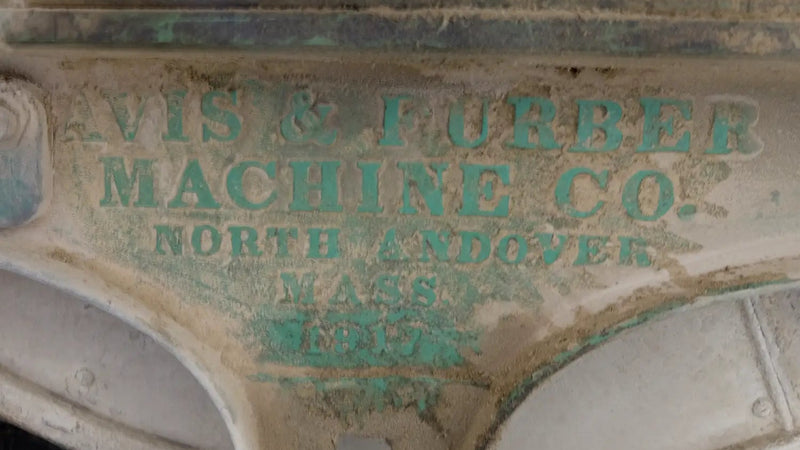 AVIS & FURBER
MACHINE CO.
NORTH ANDOVER
MASS